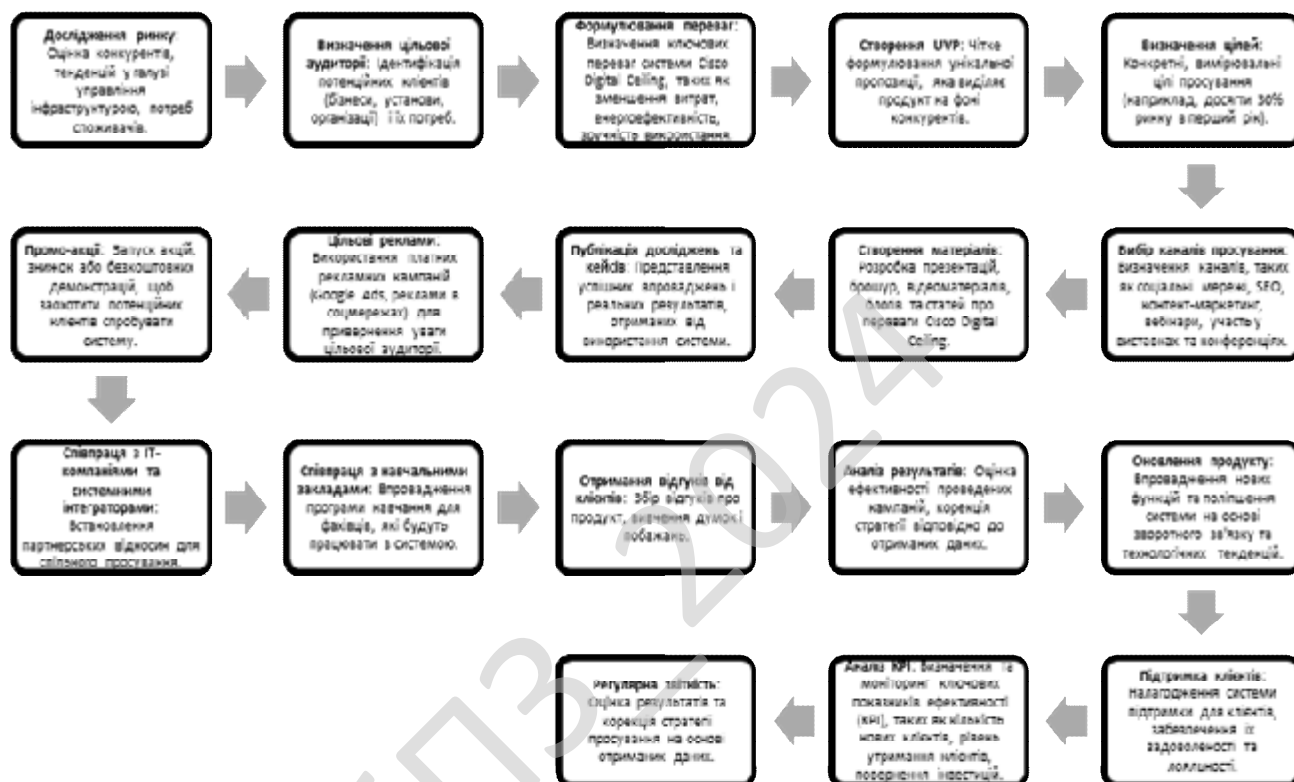 Дослідження ринку:
Оцінка конкурентів,
тенденцій у галузі
управління
інфраструктурою, потреб
споживачів.
Визначення цільової
аудиторії: Ідентифікація
потенційних клієнтів
(бізнеси, установи,
організації) і їх потреб.
Формулювання переваг:
Визначення ключових
переваг системи Cisco
Digital Ceiling, таких як
зменшення витрат,
енергоефективність,
зручність використання.
Створення UVP: Чітке
формулювання унікальної
пропозиції, яка виділяє
продукт на фоні
конкурентів.
Визначення цілей:
Конкретні, вимірювальні
цілі просування
(наприклад, досягти 30%
ринку в перший рік).
Промо-акції: Запуск акцій,
знижок або безкоштовних
демонстрацій, щоб
заохотити потенційних
клієнтів спробувати
систему.
Цільові реклами:
Використання платних
рекламних кампаній
(Google Ads, реклами в
соцмережах) для
привернення уваги
цільової аудиторії.
Публікація досліджень та
кейсів: Представлення
успішних впроваджень і
реальних результатів,
отриманих від
використання системи.
Створення матеріалів:
Розробка презентацій,
брошур, відеоматеріалів,
блогів та статей про
переваги Cisco Digital
Ceiling.
Вибір каналів просування:
Визначення каналів, таких
як соціальні мережі, SEO,
контент-маркетинг,
вебінари, участь у
виставках та конференціях.
Співпраця з ІТ-
компаніями та
системними
інтеграторами:
Встановлення
партнерських відносин для
спільного просування.
Співпраця з навчальними
закладами: Впровадження
програми навчання для
фахівців, які будуть
працювати з системою.
Отримання відгуків від
клієнтів: Збір відгуків про
продукт, вивчення думок і
побажань.
Аналіз результатів: Оцінка
ефективності проведених
кампаній, корекція
стратегії відповідно до
отриманих даних.
Оновлення продукту:
Впровадження нових
функцій та поліпшення
системи на основі
зворотного зв'язку та
технологічних тенденцій.
Регулярна звітність:
Оцінка результатів та
корекція стратегії
просування на основі
отриманих даних.
Аналіз KPI: Визначення та
моніторинг ключових
показників ефективності
(KPI), таких як кількість
нових клієнтів, рівень
утримання клієнтів,
повернення інвестицій.
Підтримка клієнтів:
Налагодження системи
підтримки для клієнтів,
забезпечення їх
задоволеності та
лояльності.
ПЗ_2024